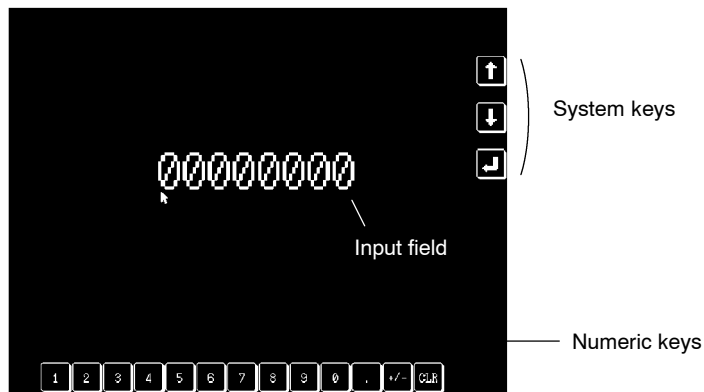 System keys
00000000
Input field
Numeric keys
1 2 3 4 5 6 7 8 9 0 . +/- CLR